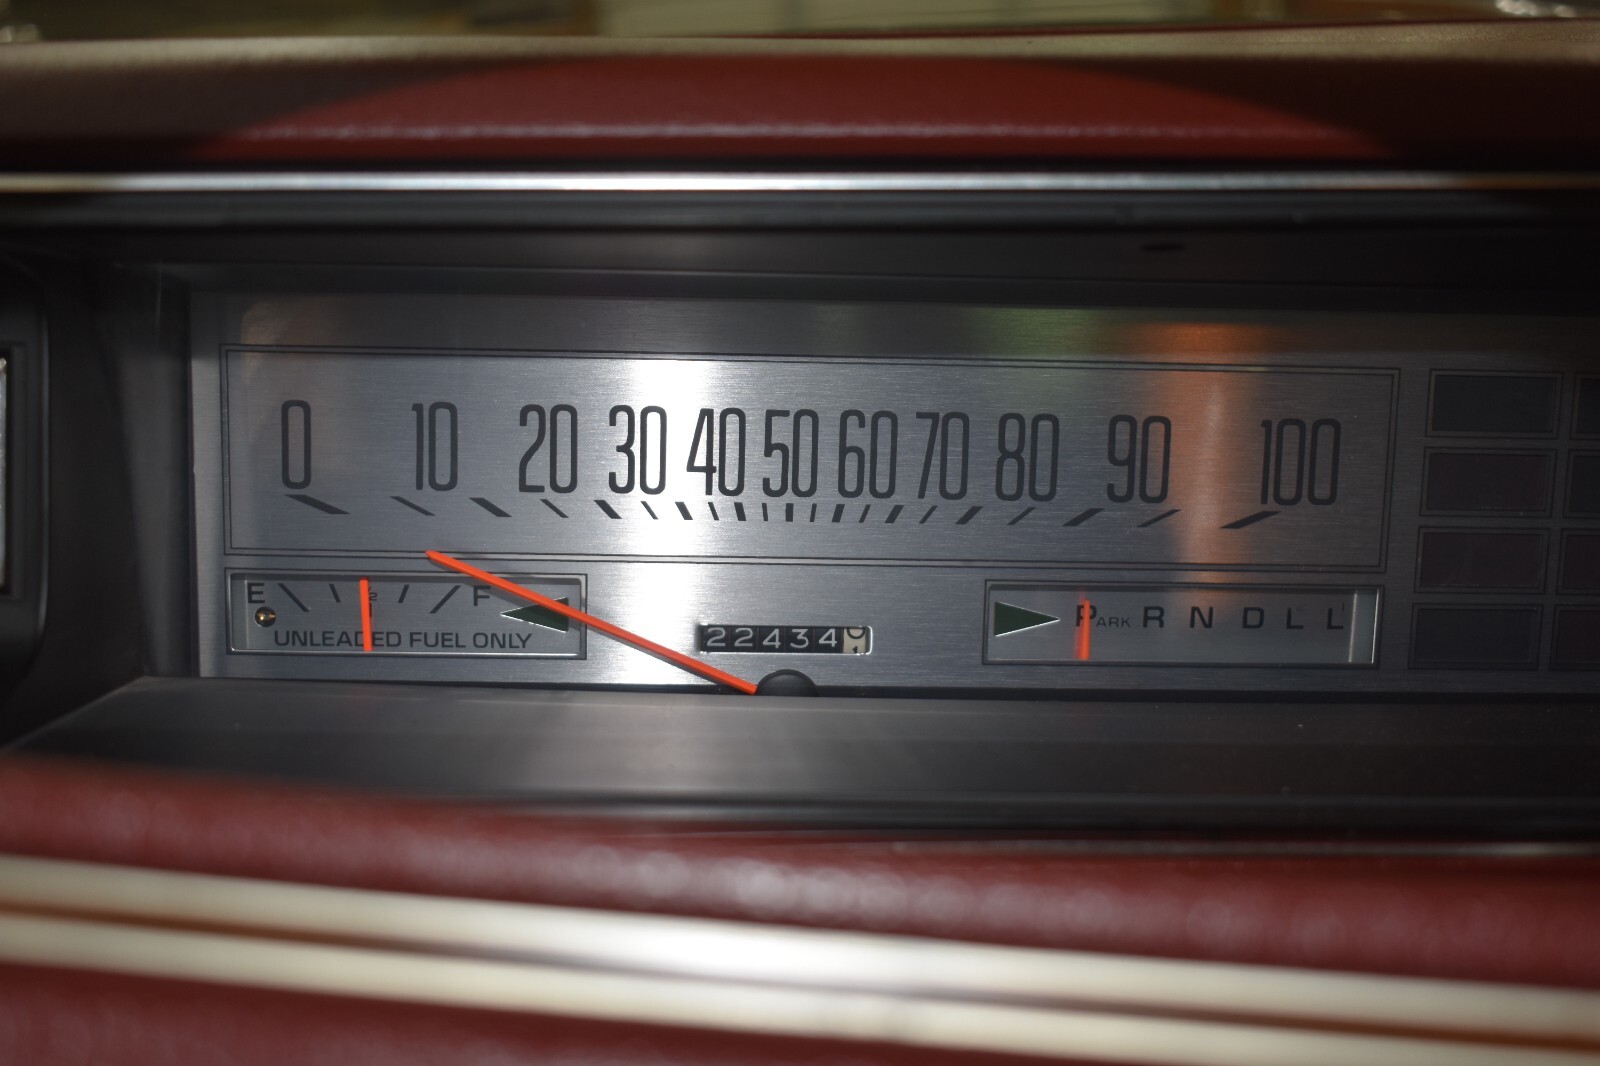 0 10 20 30 40 50 60 70 80 90 100
E ½ F
UNLEADED FUEL ONLY
22434
PARK R N D L L